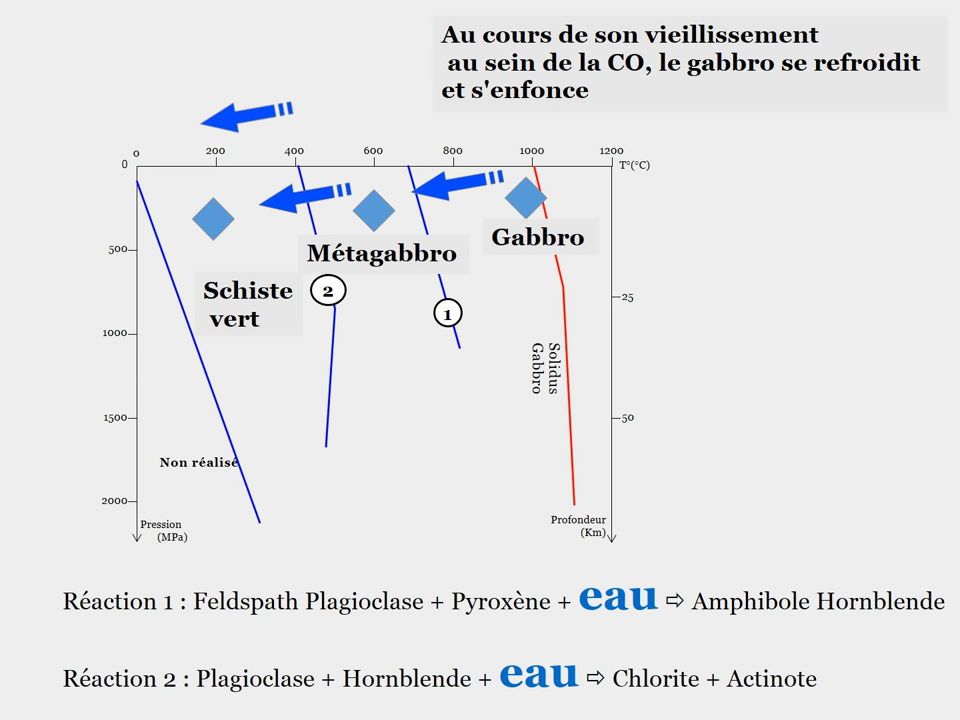 Au cours de son vieillissement
au sein de la CO, le gabbro se refroidit
et s'enfonce
0 200 400 600 800 1000 1200
0
T°(°C)
Gabbro
Métagabbro
500
Schiste
vert
2
25
1
1000
Solidus
Gabbro
1500
50
Non réalisé
2000
Pression
(MPa)
Profondeur
(Km)
Réaction 1 : Feldspath Plagioclase + Pyroxène + eau ⇨ Amphibole Hornblende
Réaction 2 : Plagioclase + Hornblende + eau ⇨ Chlorite + Actinote